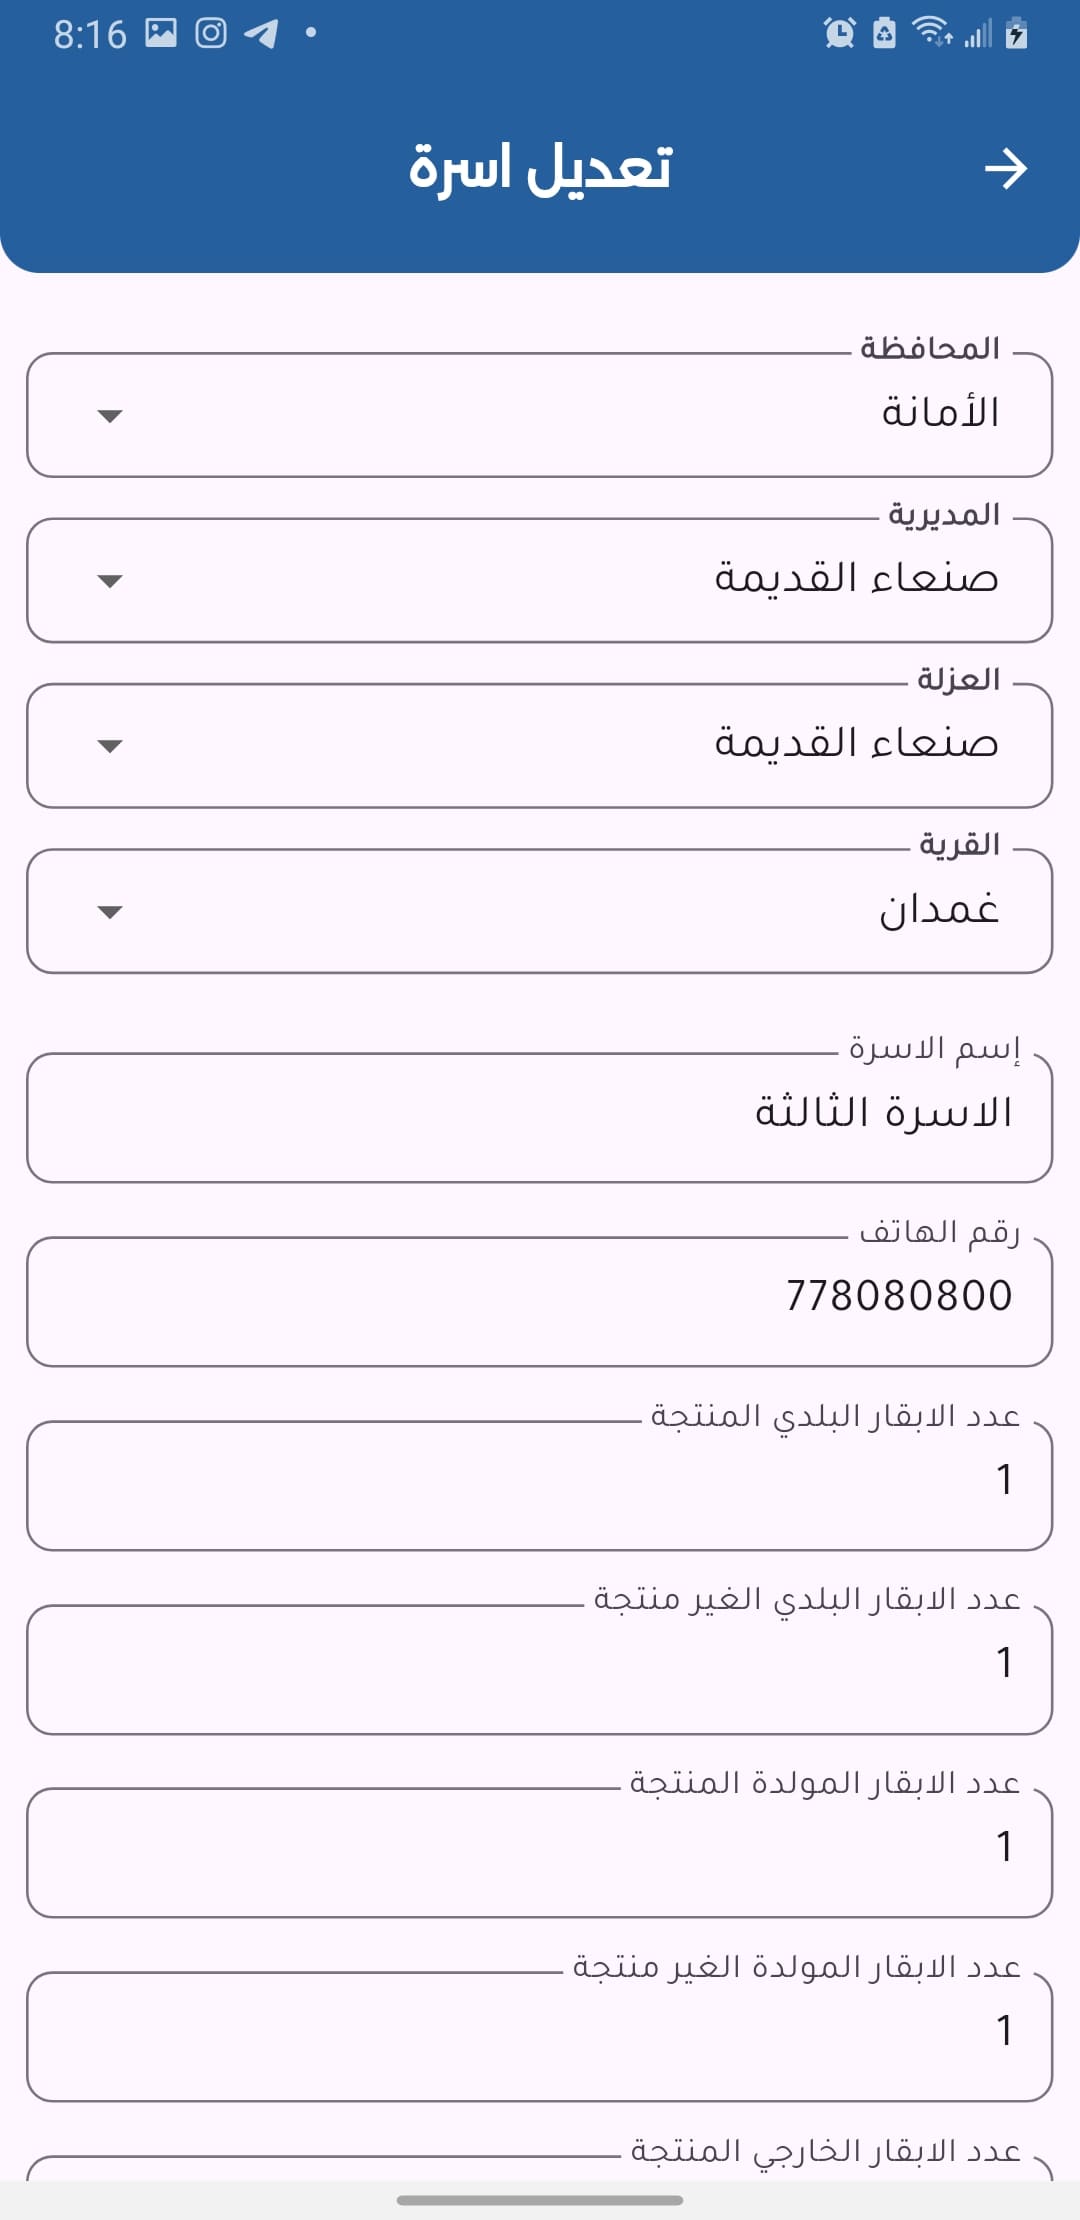 8:16
تعديل اسرة
المحافظة
الأمانة
المديرية
صنعاء القديمة
العزلة
صنعاء القديمة
القرية
غمدان
إسم الاسرة
الاسرة الثالثة
رقم الهاتف
778080800
عدد الابقار البلدي المنتجة
1
عدد الابقار البلدي الغير منتجة
1
عدد الابقار المولدة المنتجة
1
عدد الابقار المولدة الغير منتجة
1
عدد الابقار الخارجي المنتجة